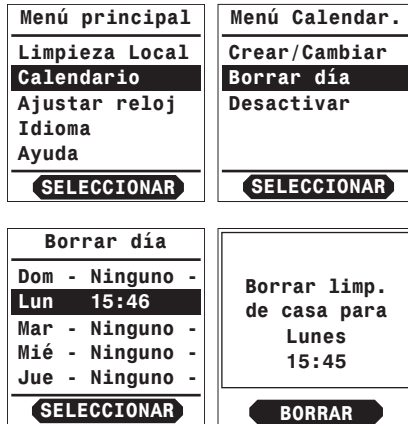 Menú principal
Limpieza Local
Calendario
Ajustar reloj
Idioma
Ayuda
SELECCIONAR
Menú Calendar.
Crear/Cambiar
Borrar día
Desactivar
SELECCIONAR
Borrar día
Dom - Ninguno -
Lun 15:46
Mar - Ninguno -
Mié - Ninguno -
Jue - Ninguno -
SELECCIONAR
Borrar limp.
de casa para
Lunes
15:45
BORRAR